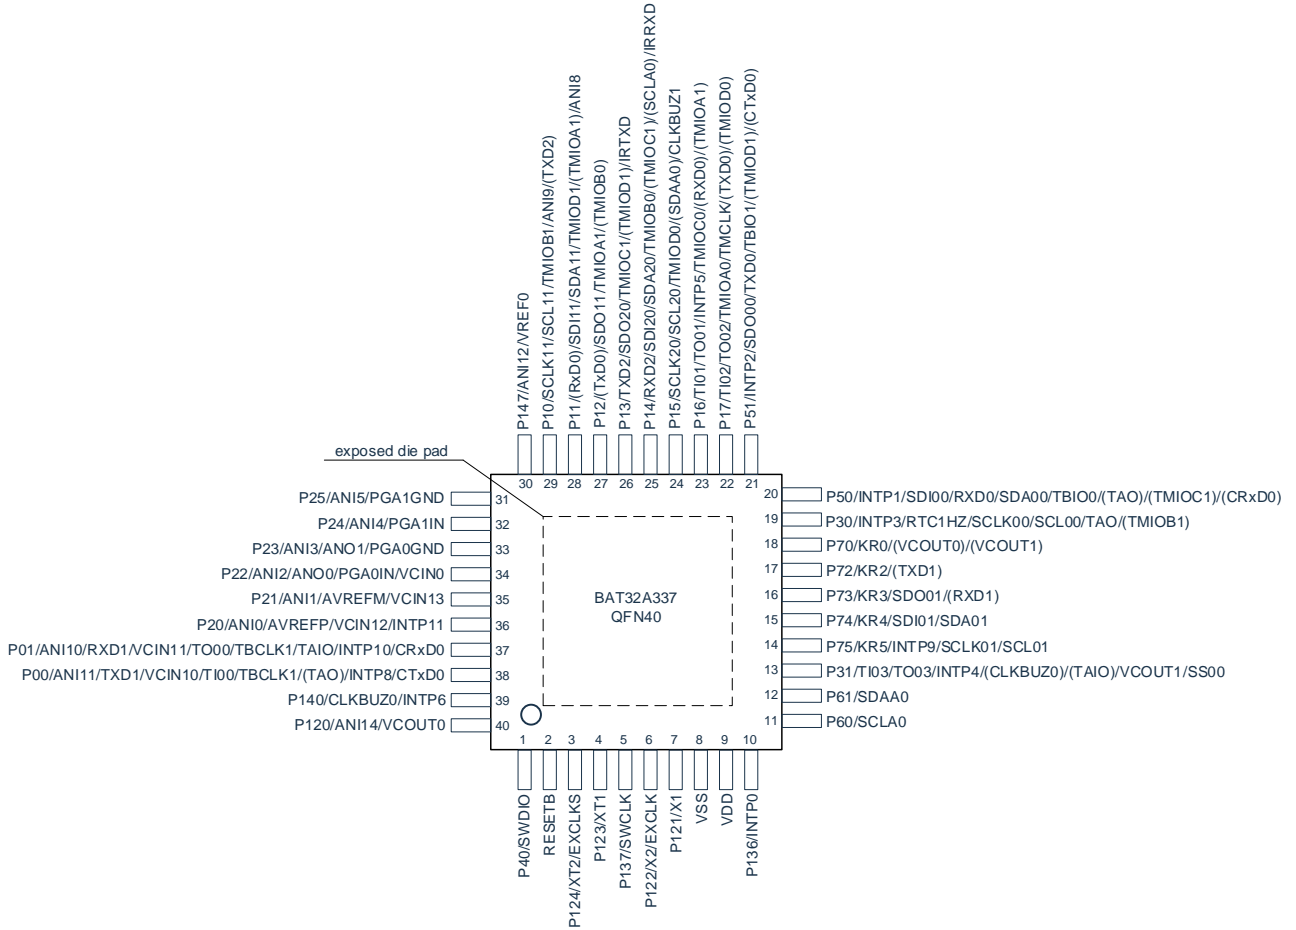 P147/ANI12/VREF0
P10/SCLK11/SCL11/TMIOB1/ANI9/(TXD2)
P11/(RxD0)/SDI11/SDA11/TMIOD1/(TMIOA1)/ANI8
P12/(TxD0)/SDO11/TMIOA1/(TMIOB0)
P13/TXD2/SDO20/TMIOC1/(TMIOD1)/IRTXD
P14/RXD2/SDI20/SDA20/TMIOB0/(TMIOC1)/(SCLA0)/IRRXD
P15/SCLK20/SCL20/TMIOD0/(SDAA0)/CLKBUZ1
P16/TI01/TO01/INTP5/TMIOC0/(RXD0)/(TMIOA1)
P17/TI02/TO02/TMIOA0/TMCLK/(TXD0)/(TMIOD0)
P51/INTP2/SDO00/TXD0/TBIO1/(TMIOD1)/(CTxD0)
30 29 28 27 26 25 24 23 22 21
exposed die pad
P25/ANI5/PGA1GND 31
P24/ANI4/PGA1IN 32
P23/ANI3/ANO1/PGA0GND 33
P22/ANI2/ANO0/PGA0IN/VCIN0 34
P21/ANI1/AVREFM/VCIN13 35
P20/ANI0/AVREFP/VCIN12/INTP11 36
P01/ANI10/RXD1/VCIN11/TO00/TBCLK1/TAIO/INTP10/CRxD0 37
P00/ANI11/TXD1/VCIN10/TI00/TBCLK1/(TAO)/INTP8/CTxD0 38
P140/CLKBUZ0/INTP6 39
P120/ANI14/VCOUT0 40
BAT32A337
QFN40
20 P50/INTP1/SDI00/RXD0/SDA00/TBIO0/(TAO)/(TMIOC1)/(CRxD0)
19 P30/INTP3/RTC1HZ/SCLK00/SCL00/TAO/(TMIOB1)
18 P70/KR0/(VCOUT0)/(VCOUT1)
17 P72/KR2/(TXD1)
16 P73/KR3/SDO01/(RXD1)
15 P74/KR4/SDI01/SDA01
14 P75/KR5/INTP9/SCLK01/SCL01
13 P31/TI03/TO03/INTP4/(CLKBUZ0)/(TAIO)/VCOUT1/SS00
12 P61/SDAA0
11 P60/SCLA0
1 2 3 4 5 6 7 8 9 10
P40/SWDIO
RESETB
P124/XT2/EXCLKS
P123/XT1
P137/SWCLK
P122/X2/EXCLK
P121/X1
VSS
VDD
P136/INTP0